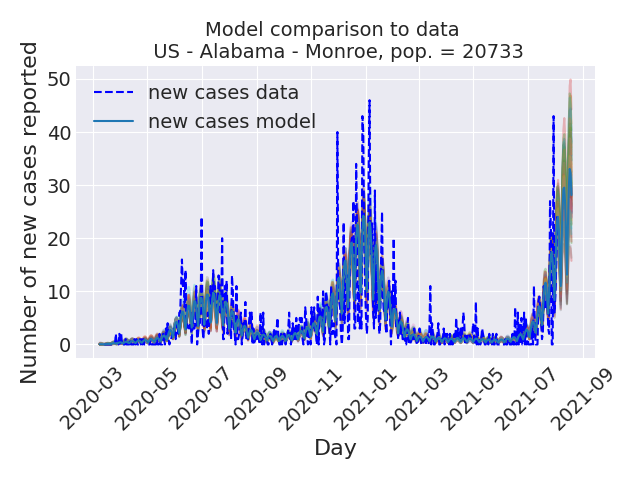 Model comparison to data
US - Alabama - Monroe, pop. = 20733
Number of new cases reported
50
40
30
20
10
0
new cases data
new cases model
2020-03
2020-05
2020-07
2020-09
2020-11
2021-01
2021-03
2021-05
2021-07
2021-09
Day